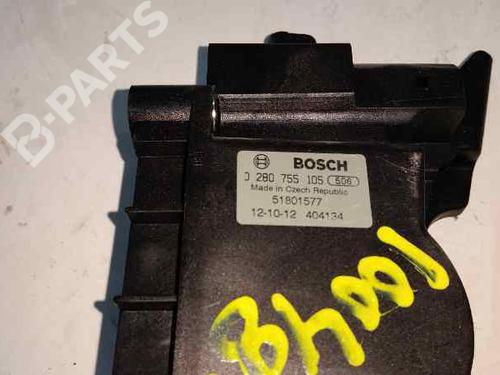 B-PARTS
BOSCH
0 280 755 105 506
Made in Czech Republic
51801577
12-10-12 404134